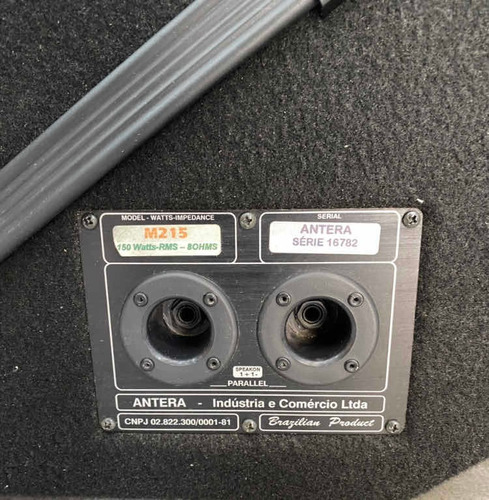 MODEL - WATTS-IMPEDANCE
M215
150 Watts-RMS – 8OHMS
SERIAL
ANTERA
SÉRIE 16782
SPEAKON
1 + 1-
PARALLEL
ANTERA - Indústria e Comércio Ltda
CNPJ 02.822.300/0001-81
Brazilian Product